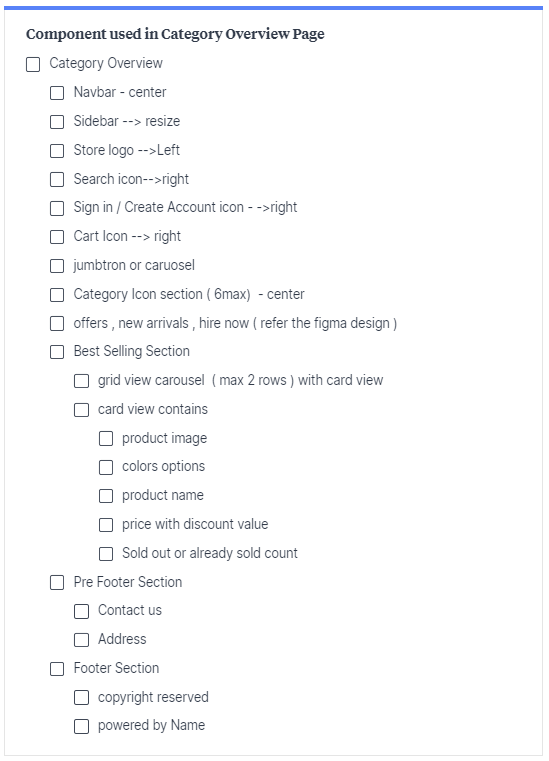 Component used in Category Overview Page
Category Overview
Navbar - center
Sidebar --> resize
Store logo -->Left
Search icon-->right
Sign in / Create Account icon - ->right
Cart Icon --> right
jumbtron or caruosel
Category Icon section ( 6max)  - center
offers , new arrivals , hire now ( refer the figma design )
Best Selling Section
grid view carousel  ( max 2 rows ) with card view
card view contains
product image
colors options
product name
price with discount value
Sold out or already sold count
Pre Footer Section
Contact us
Address
Footer Section
copyright reserved
powered by Name